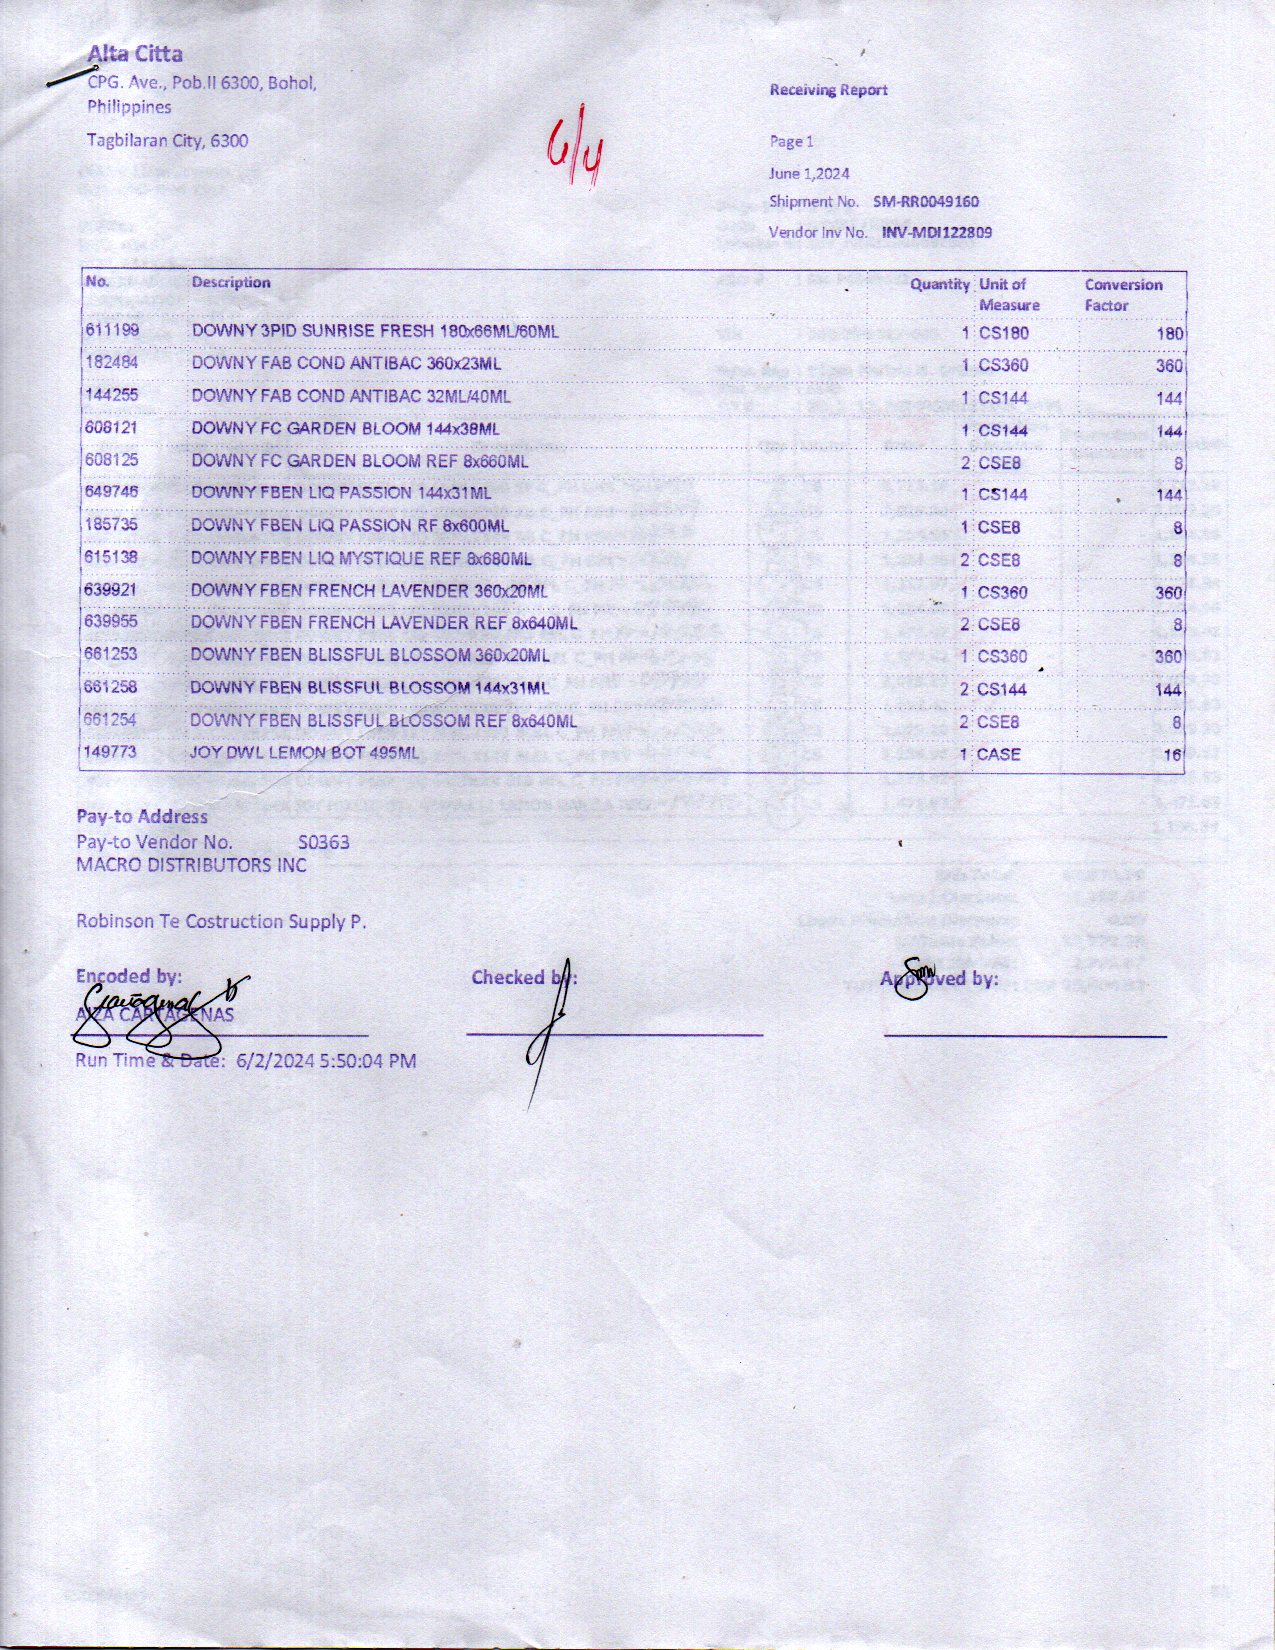 Alta Citta
CPG. Ave., Pob.II 6300, Bohol,
Philippines
Tagbilaran City, 6300
6/4
Receiving Report
Page 1
June 1,2024
Shipment No. SM-RR0049160
Vendor Inv No. INV-MDI122809
No. Description Quantity Unit of Measure Conversion Factor
611199 DOWNY 3PID SUNRISE FRESH 180x66ML/60ML 1 CS180 180
182484 DOWNY FAB COND ANTIBAC 360x23ML 1 CS360 360
144255 DOWNY FAB COND ANTIBAC 32ML/40ML 1 CS144 144
608121 DOWNY FC GARDEN BLOOM 144x38ML 1 CS144 144
608125 DOWNY FC GARDEN BLOOM REF 8x660ML 2 CSE8 8
649746 DOWNY FBEN LIQ PASSION 144x31ML 1 CS144 144
185735 DOWNY FBEN LIQ PASSION RF 8x600ML 1 CSE8 8
615138 DOWNY FBEN LIQ MYSTIQUE REF 8x680ML 2 CSE8 8
639921 DOWNY FBEN FRENCH LAVENDER 360x20ML 1 CS360 360
639955 DOWNY FBEN FRENCH LAVENDER REF 8x640ML 2 CSE8 8
661253 DOWNY FBEN BLISSFUL BLOSSOM 360x20ML 1 CS360 360
661258 DOWNY FBEN BLISSFUL BLOSSOM 144x31ML 2 CS144 144
661254 DOWNY FBEN BLISSFUL BLOSSOM REF 8x640ML 2 CSE8 8
149773 JOY DWL LEMON BOT 495ML 1 CASE 16
Pay-to Address
Pay-to Vendor No. S0363
MACRO DISTRIBUTORS INC
Robinson Te Costruction Supply P.
Encoded by: Checked by: Approved by:
AIZA CARTAGENAS
Run Time & Date: 6/2/2024 5:50:04 PM